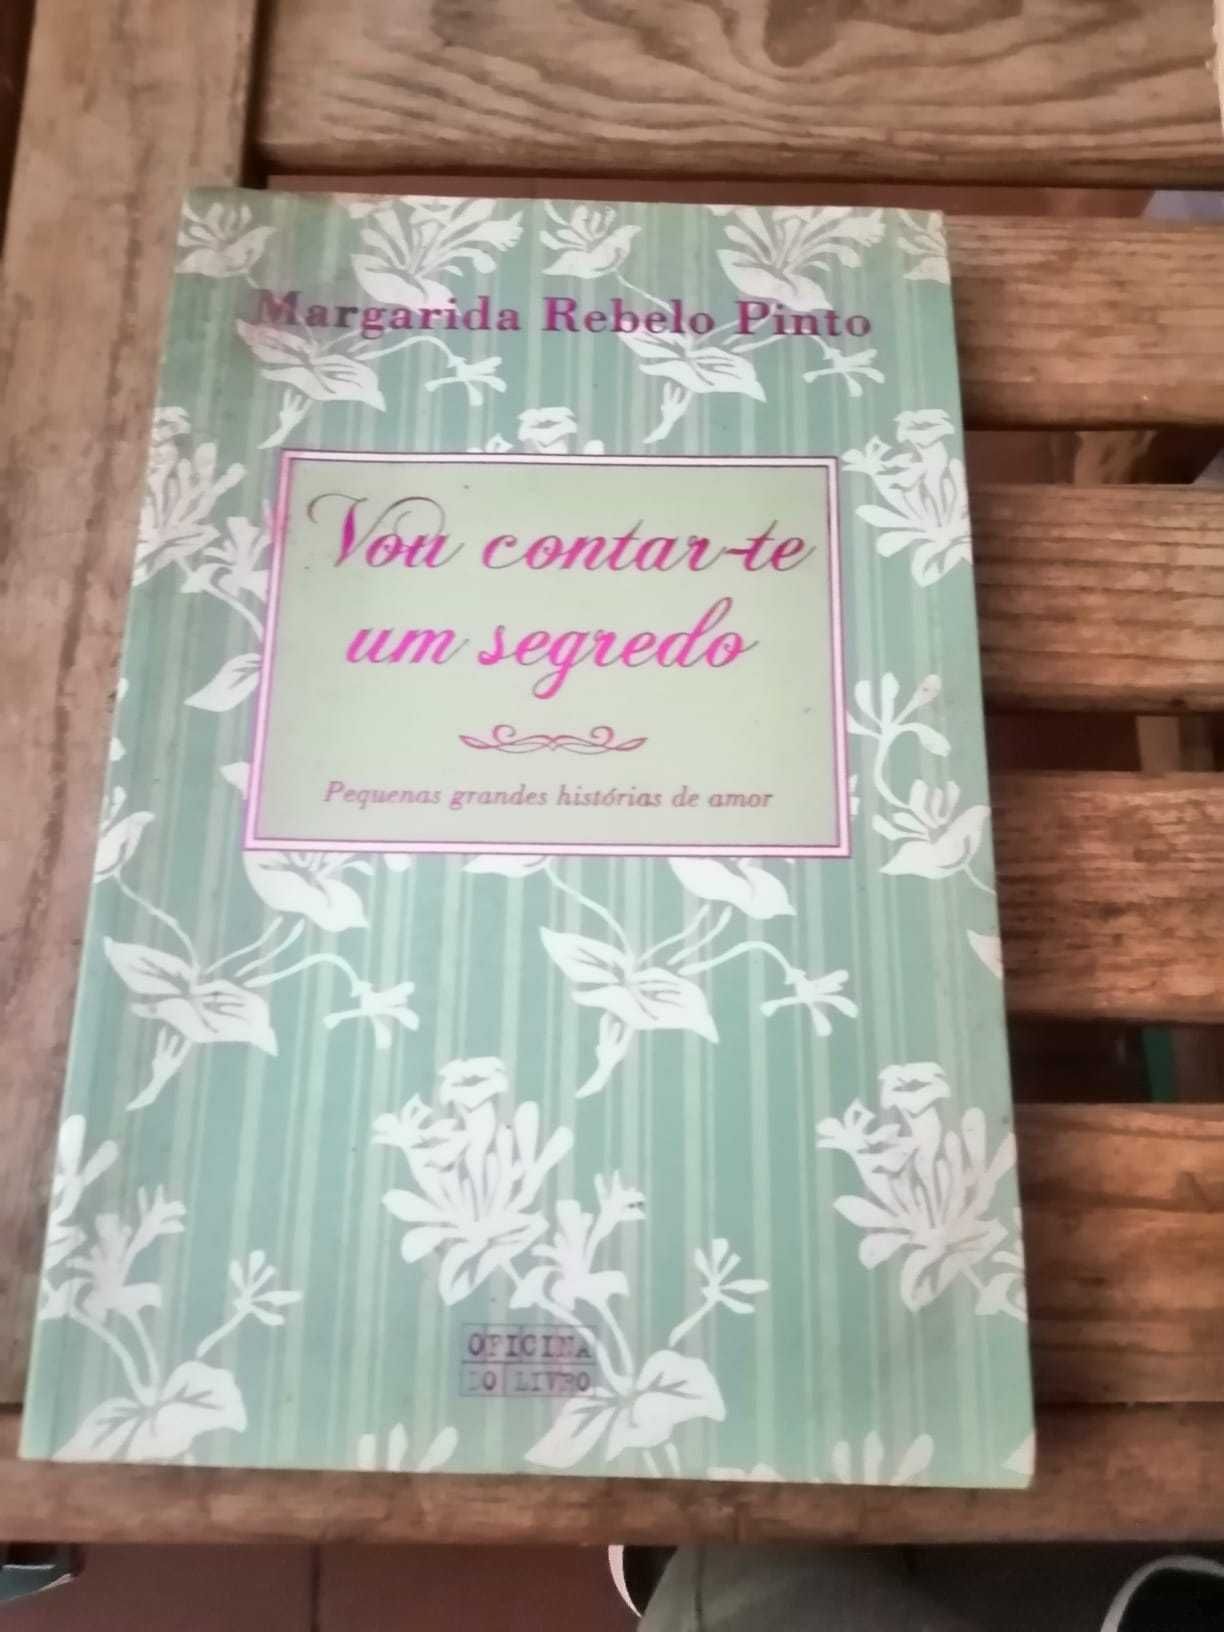 Margarida Rebelo Pinto
Vou contar-te
um segredo
Pequenas grandes histórias de amor
OFICINA
DO LIVRO